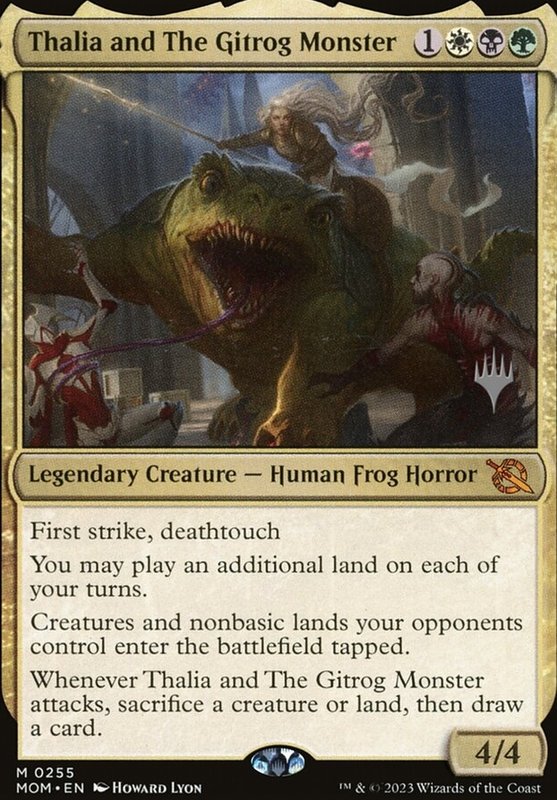 Thalia and The Gitrog Monster 1
Legendary Creature — Human Frog Horror
First strike, deathtouch
You may play an additional land on each of
your turns.
Creatures and nonbasic lands your opponents
control enter the battlefield tapped.
Whenever Thalia and The Gitrog Monster
attacks, sacrifice a creature or land, then draw
a card.
4/4
M 0255
MOM • EN Howard Lyon
™ & © 2023 Wizards of the Coast